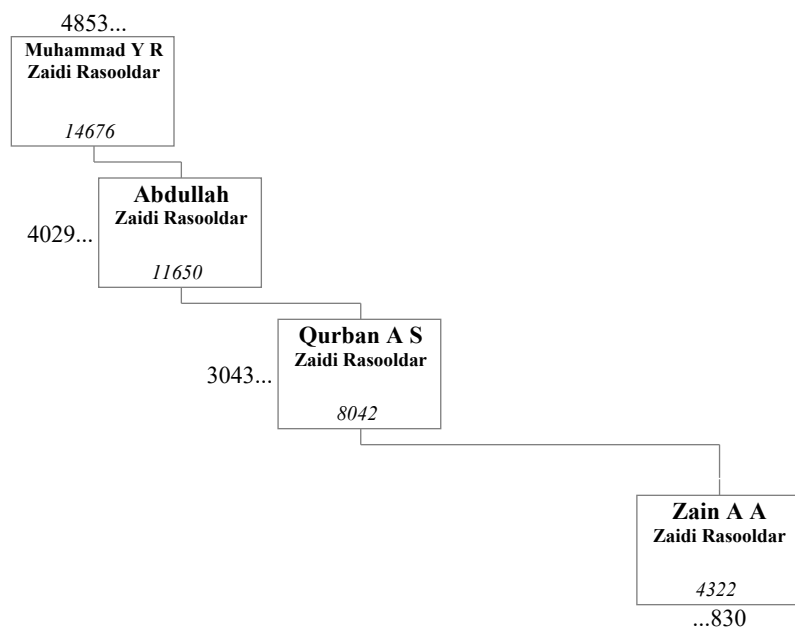 4853...
Muhammad Y R
Zaidi Rasooldar
14676
Abdullah
Zaidi Rasooldar
4029...
11650
Qurban A S
Zaidi Rasooldar
3043...
8042
Zain A A
Zaidi Rasooldar
4322
...830